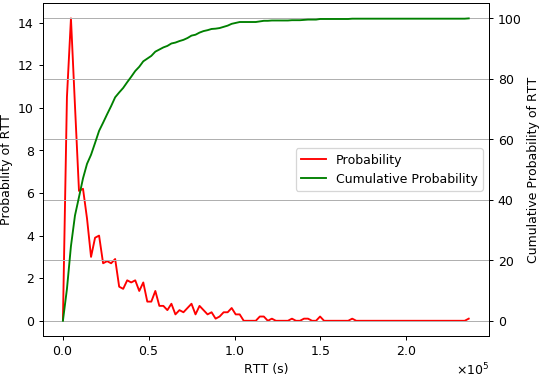 14
12
10
8
6
4
2
0
Probability of RTT
100
80
60
40
20
0
Cumulative Probability of RTT
Probability
Cumulative Probability
0.0 0.5 1.0 1.5 2.0
×10⁵
RTT (s)